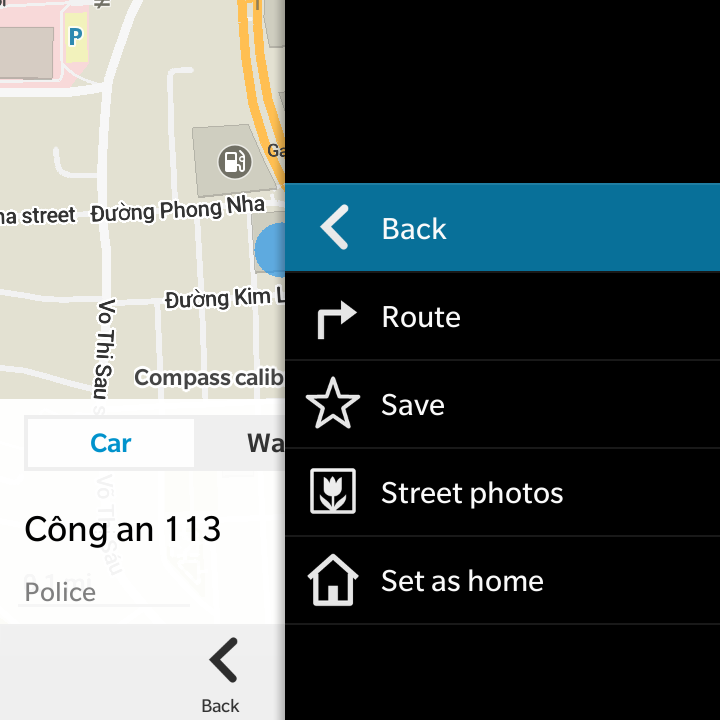 P
Ga
na street
Đường Phong Nha
Đường Kim L
Vo Thi Sau
Compass calib
Car
Wa
Công an 113
Police
Back
Back
Route
Save
Street photos
Set as home